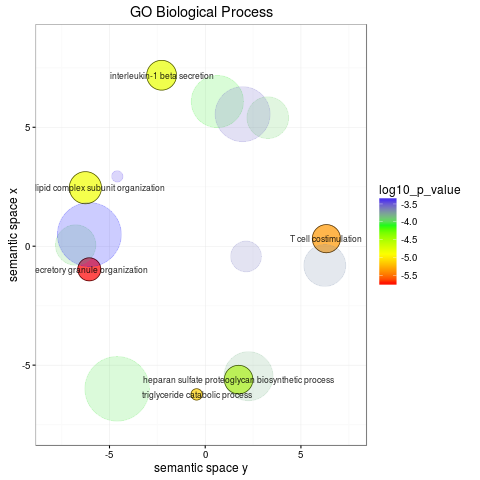 GO Biological Process
interleukin-1 beta secretion
lipid complex subunit organization
T cell costimulation
ecretory granule organization
heparan sulfate proteoglycan biosynthetic process
triglyceride catabolic process
5
0
-5
-5
0
5
semantic space x
semantic space y
log10_p_value
-3.5
-4.0
-4.5
-5.0
-5.5